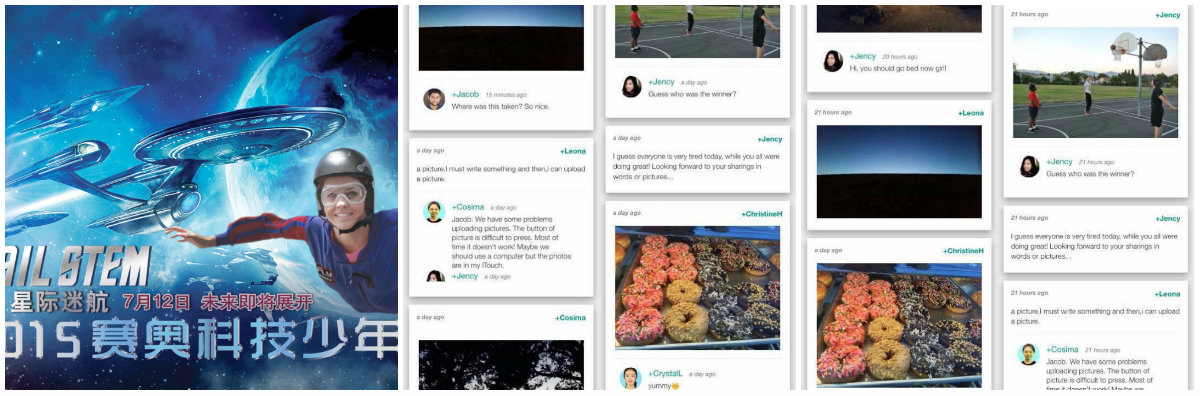 AIL STEM
星际迷航 7月12日 未来即将展开
2015 赛奥科技少年
+Jacob 15 minutes ago
Where was this taken? So nice.
a day ago +Leona
a picture.I must write something and then,i can upload
a picture.
+Cosima a day ago
Jacob. We have some problems
uploading pictures. The button of
picture is difficult to press. Most of
time it doesn't work! Maybe we
should use a computer but the photos
are in my iTouch.
+Jency a day ago
a day ago +Cosima
+Jency a day ago
Guess who was the winner?
a day ago +Jency
I guess everyone is very tired today, while you all were
doing great! Looking forward to your sharings in
words or pictures...
a day ago +ChristineH
+CrystalL a day ago
yummy😊
+Jency 20 hours ago
Hi, you should go bed now girl!
21 hours ago +Leona
a day ago +ChristineH
21 hours ago +Jency
+Jency 21 hours ago
Guess who was the winner?
21 hours ago +Jency
I guess everyone is very tired today, while you all were
doing great! Looking forward to your sharings in
words or pictures...
21 hours ago +Leona
a picture.I must write something and then,i can upload
a picture.
+Cosima 21 hours ago
Jacob. We have some problems
uploading pictures. The button of
picture is difficult to press. Most of
time it doesn't work! Maybe we